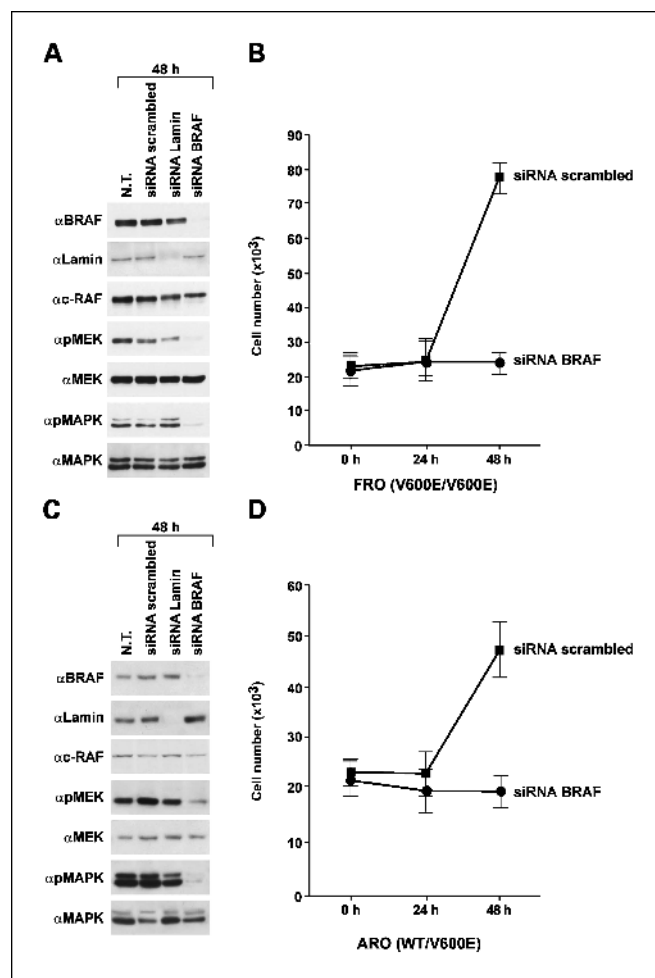 A
48 h
N.T.
siRNA scrambled
siRNA Lamin
siRNA BRAF
αBRAF
αLamin
αc-RAF
αpMEK
αMEK
αpMAPK
αMAPK
B
90
80
70
60
50
40
30
20
10
0
Cell number (x10³)
siRNA scrambled
siRNA BRAF
0 h 24 h 48 h
FRO (V600E/V600E)
C
48 h
N.T.
siRNA scrambled
siRNA Lamin
siRNA BRAF
αBRAF
αLamin
αc-RAF
αpMEK
αMEK
αpMAPK
αMAPK
D
60
50
40
30
20
10
0
Cell number (x10³)
siRNA scrambled
siRNA BRAF
0 h 24 h 48 h
ARO (WT/V600E)